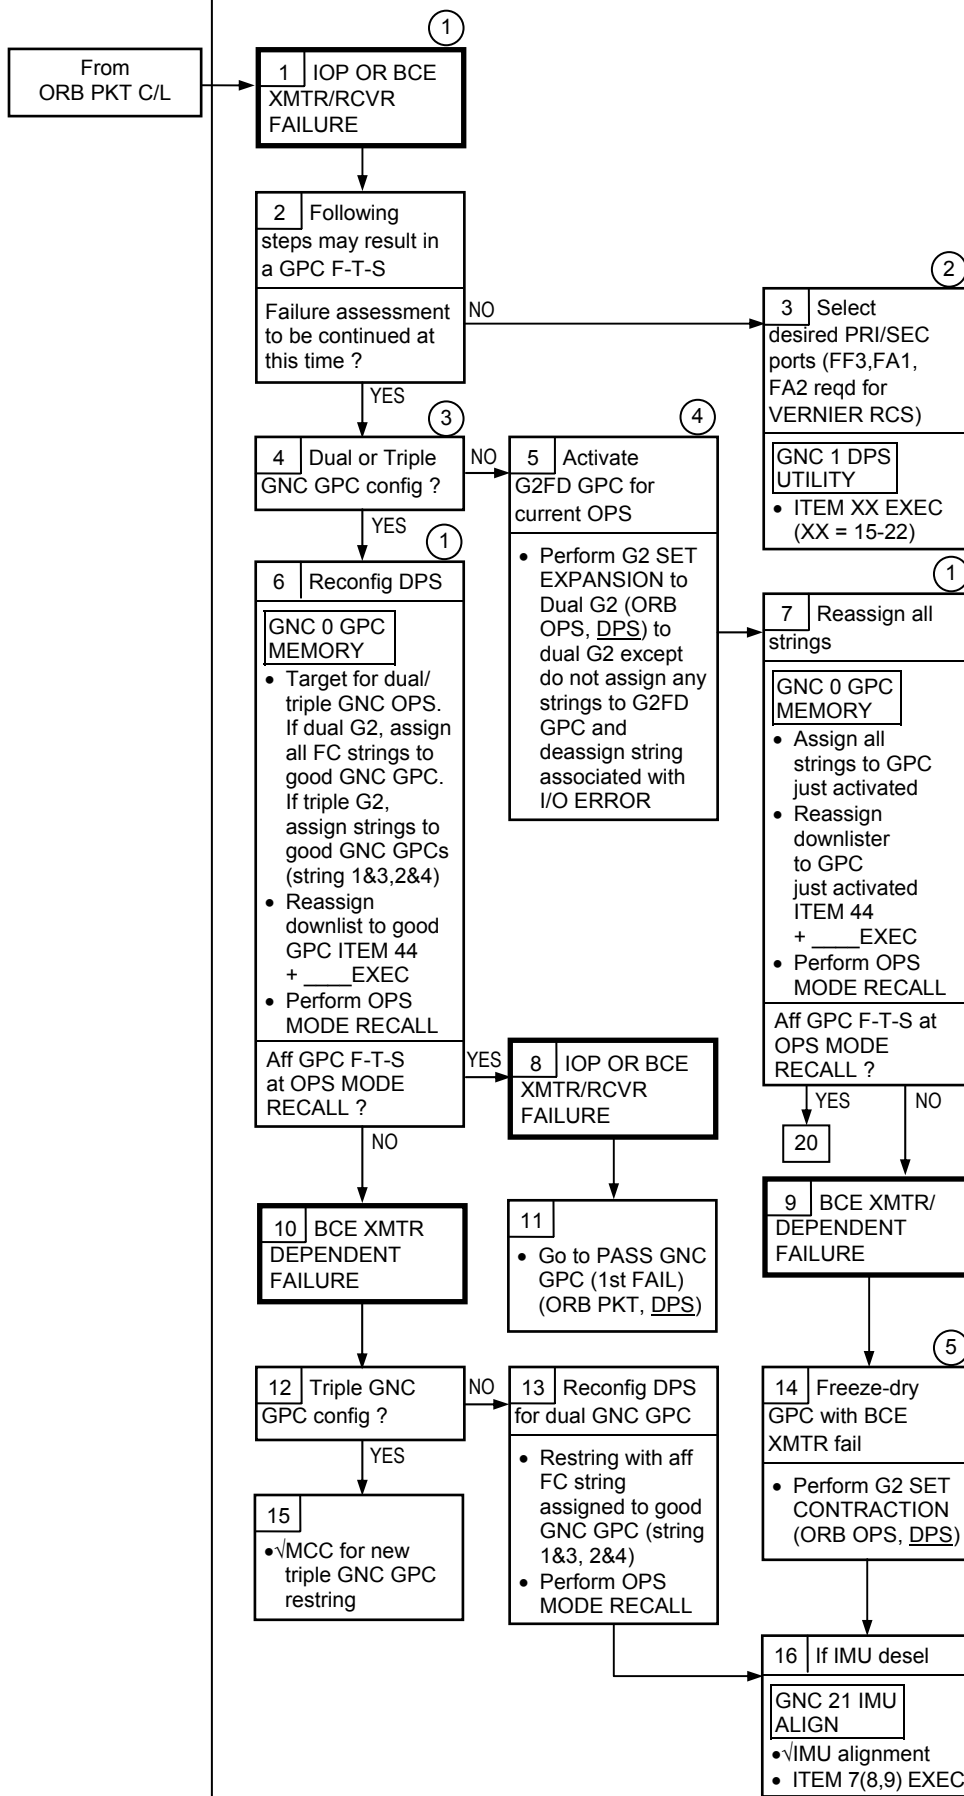 From
ORB PKT C/L
1
1 IOP OR BCE
XMTR/RCVR
FAILURE
2 Following
steps may result in
a GPC F-T-S
Failure assessment
to be continued at
this time ?
NO
YES
2
3 Select
desired PRI/SEC
ports (FF3,FA1,
FA2 reqd for
VERNIER RCS)
GNC 1 DPS
UTILITY
• ITEM XX EXEC
(XX = 15-22)
3
4 Dual or Triple
GNC GPC config ?
NO
YES
4
5 Activate
G2FD GPC for
current OPS
• Perform G2 SET
EXPANSION to
Dual G2 (ORB
OPS, DPS) to
dual G2 except
do not assign any
strings to G2FD
GPC and
deassign string
associated with
I/O ERROR
1
6 Reconfig DPS
GNC 0 GPC
MEMORY
• Target for dual/
triple GNC OPS.
If dual G2, assign
all FC strings to
good GNC GPC.
If triple G2,
assign strings to
good GNC GPCs
(string 1&3,2&4)
• Reassign
downlist to good
GPC ITEM 44
+ ____EXEC
• Perform OPS
MODE RECALL
Aff GPC F-T-S
at OPS MODE
RECALL ?
YES
NO
1
7 Reassign all
strings
GNC 0 GPC
MEMORY
• Assign all
strings to GPC
just activated
• Reassign
downlister
to GPC
just activated
ITEM 44
+ ____EXEC
• Perform OPS
MODE RECALL
Aff GPC F-T-S at
OPS MODE
RECALL ?
YES
NO
20
8 IOP OR BCE
XMTR/RCVR
FAILURE
9 BCE XMTR/
DEPENDENT
FAILURE
10 BCE XMTR
DEPENDENT
FAILURE
11
• Go to PASS GNC
GPC (1st FAIL)
(ORB PKT, DPS)
12 Triple GNC
GPC config ?
NO
YES
13 Reconfig DPS
for dual GNC GPC
• Restring with aff
FC string
assigned to good
GNC GPC (string
1&3, 2&4)
• Perform OPS
MODE RECALL
5
14 Freeze-dry
GPC with BCE
XMTR fail
• Perform G2 SET
CONTRACTION
(ORB OPS, DPS)
15
•√MCC for new
triple GNC GPC
restring
16 If IMU desel
GNC 21 IMU
ALIGN
•√IMU alignment
• ITEM 7(8,9) EXEC